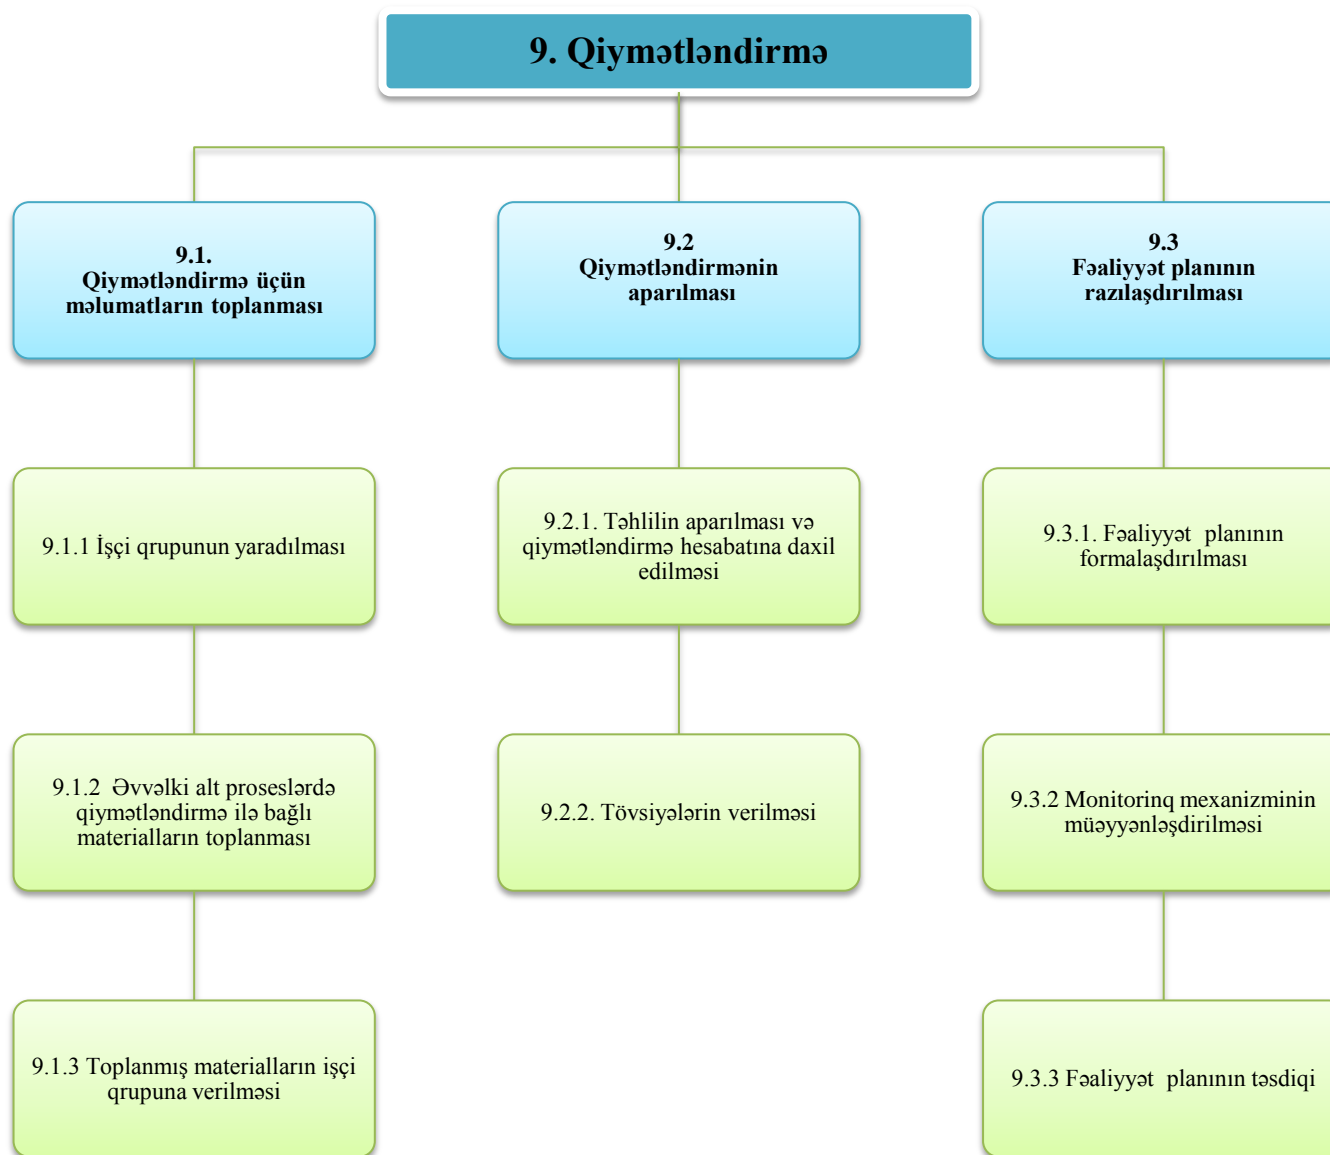 9. Qiymətləndirmə
9.1.
Qiymətləndirmə üçün
məlumatların toplanması
9.2
Qiymətləndirmənin
aparılması
9.3
Fəaliyyət planının
razılaşdırılması
9.1.1 İşçi qrupunun yaradılması
9.2.1. Təhlilin aparılması və
qiymətləndirmə hesabatına daxil
edilməsi
9.3.1. Fəaliyyət planının
formalaşdırılması
9.1.2 Əvvəlki alt proseslərdə
qiymətləndirmə ilə bağlı
materialların toplanması
9.2.2. Tövsiyələrin verilməsi
9.3.2 Monitorinq mexanizminin
müəyyənləşdirilməsi
9.1.3 Toplanmış materialların işçi
qrupuna verilməsi
9.3.3 Fəaliyyət planının təsdiqi